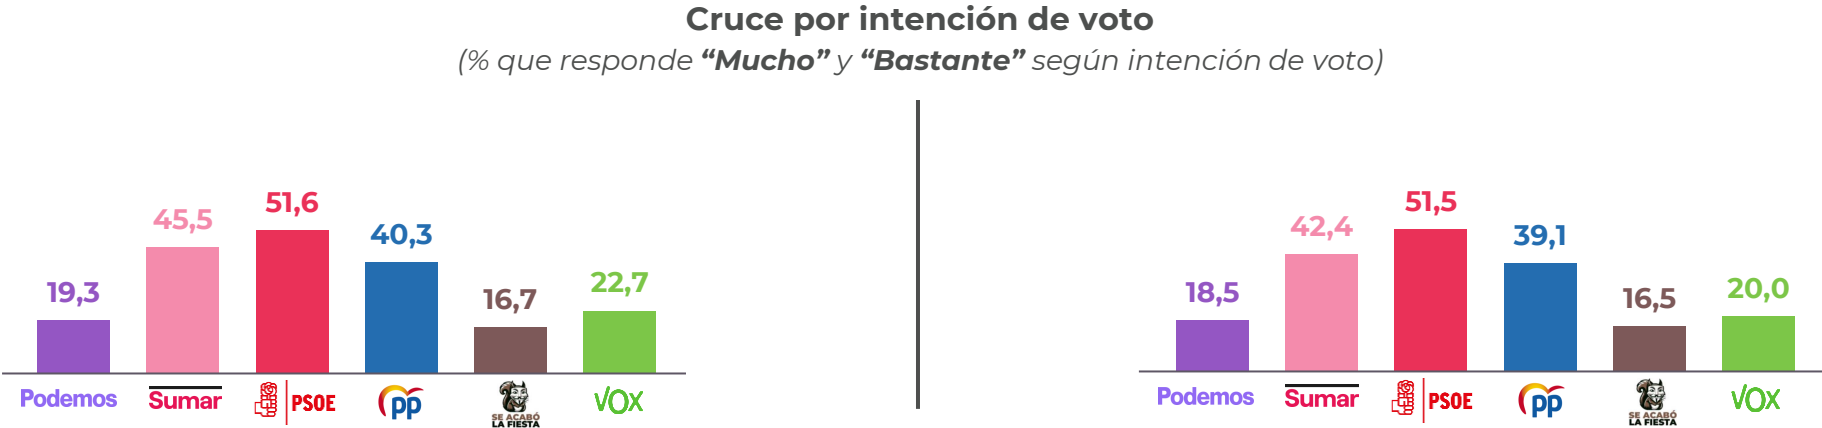 Cruce por intención de voto
(% que responde “Mucho” y “Bastante” según intención de voto)
19,3
45,5
51,6
40,3
16,7
22,7
Podemos
Sumar
PSOE
pp
SE ACABÓ
LA FIESTA
VOX
18,5
42,4
51,5
39,1
16,5
20,0
Podemos
Sumar
PSOE
pp
SE ACABÓ
LA FIESTA
VOX